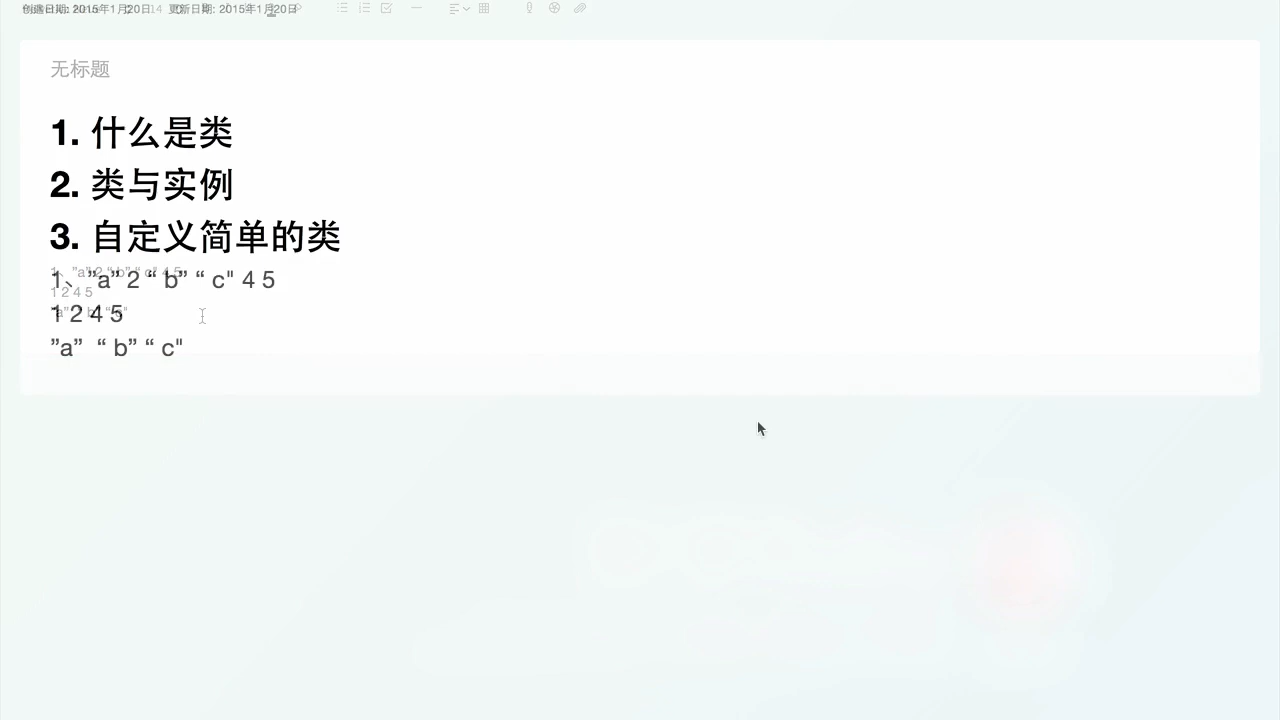 创建日期: 2015年1月20日 更新日期: 2015年1月20日
无标题
1. 什么是类
2. 类与实例
3. 自定义简单的类
1、”a” 2 “ b” “ c" 4 5
1 2 4 5
”a” “ b” “ c"